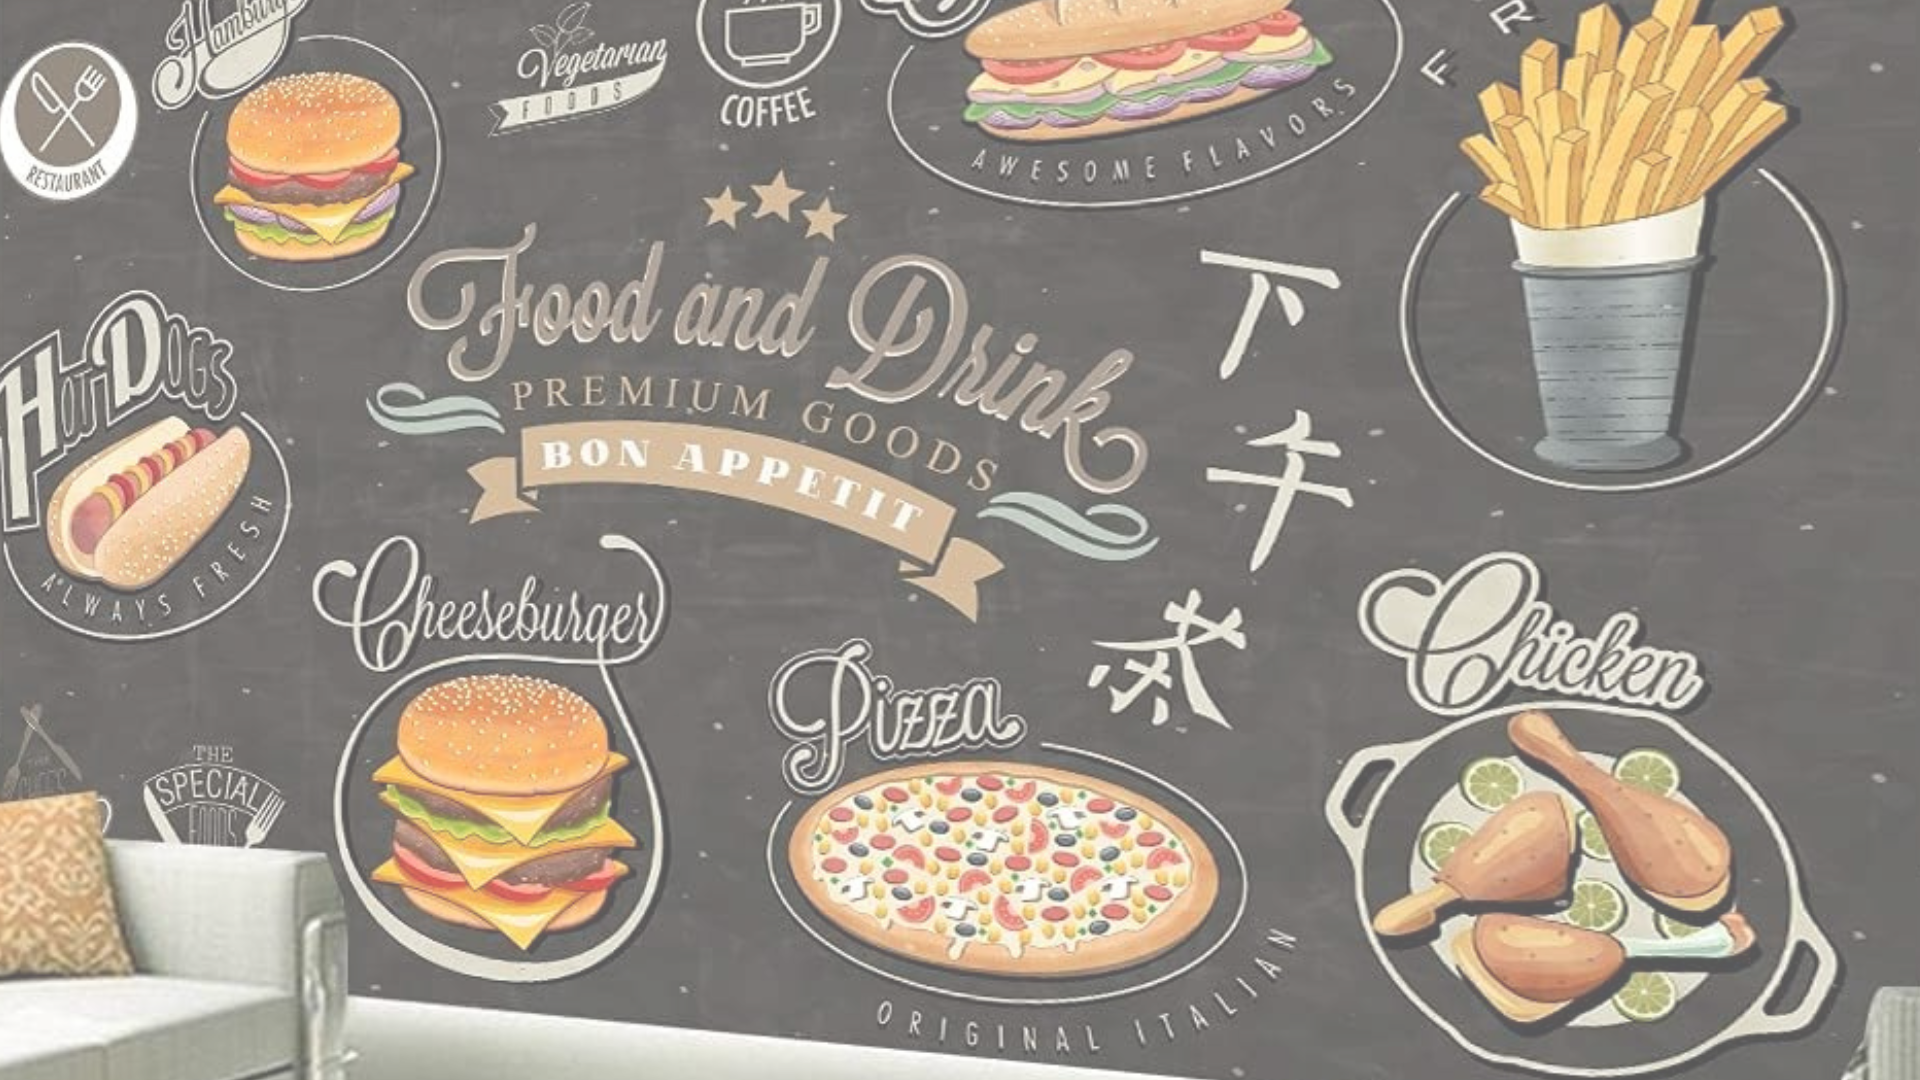 Hamburg
RESTAURANT
Vegetarian
FOODS
COFFEE
AWESOME FLAVORS
F R
Food and Drink
PREMIUM GOODS
BON APPETIT
下
午
茶
HOT DOGS
ALWAYS FRESH
Cheeseburger
Pizza
ORIGINAL ITALIAN
Chicken
THE
SPECIAL
FOODS